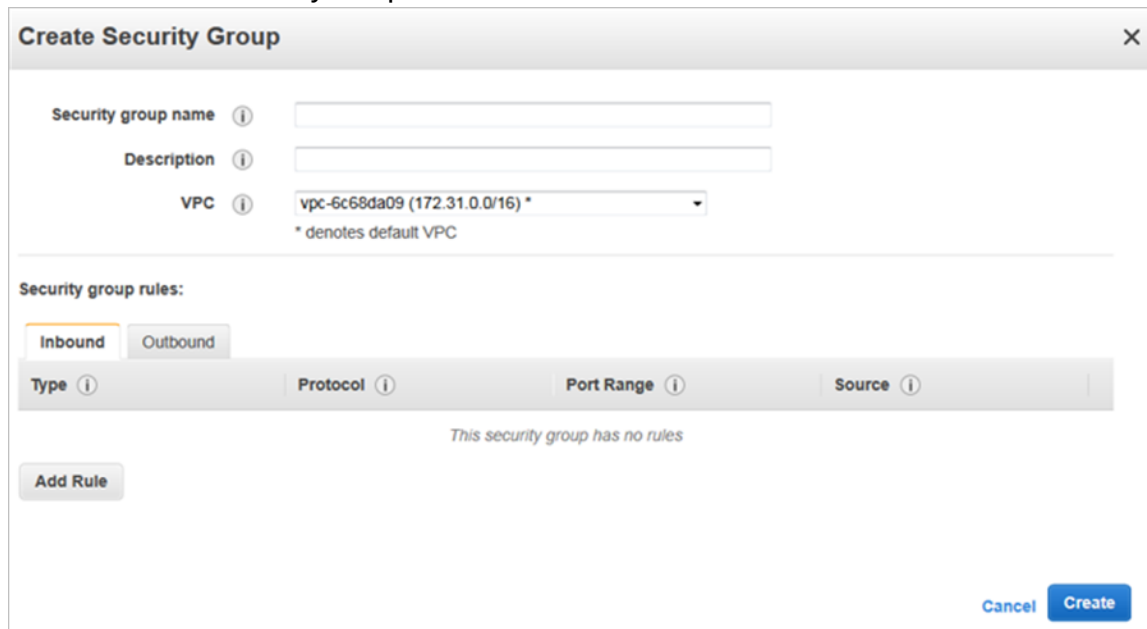 Create Security Group
Security group name
Description
VPC vpc-6c68da09 (172.31.0.0/16) *
* denotes default VPC
Security group rules:
Inbound Outbound
Type Protocol Port Range Source
This security group has no rules
Add Rule
Cancel Create